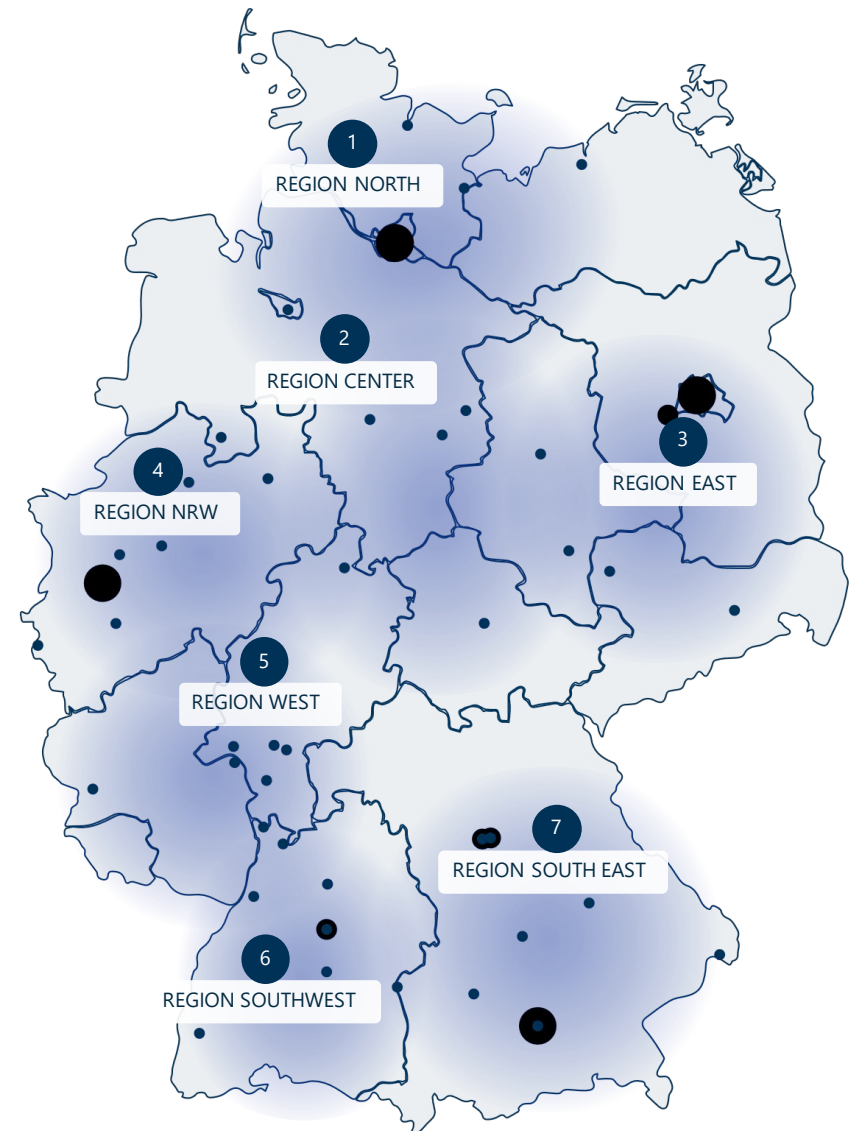 1
REGION NORTH
2
REGION CENTER
3
REGION EAST
4
REGION NRW
5
REGION WEST
7
REGION SOUTH EAST
6
REGION SOUTHWEST